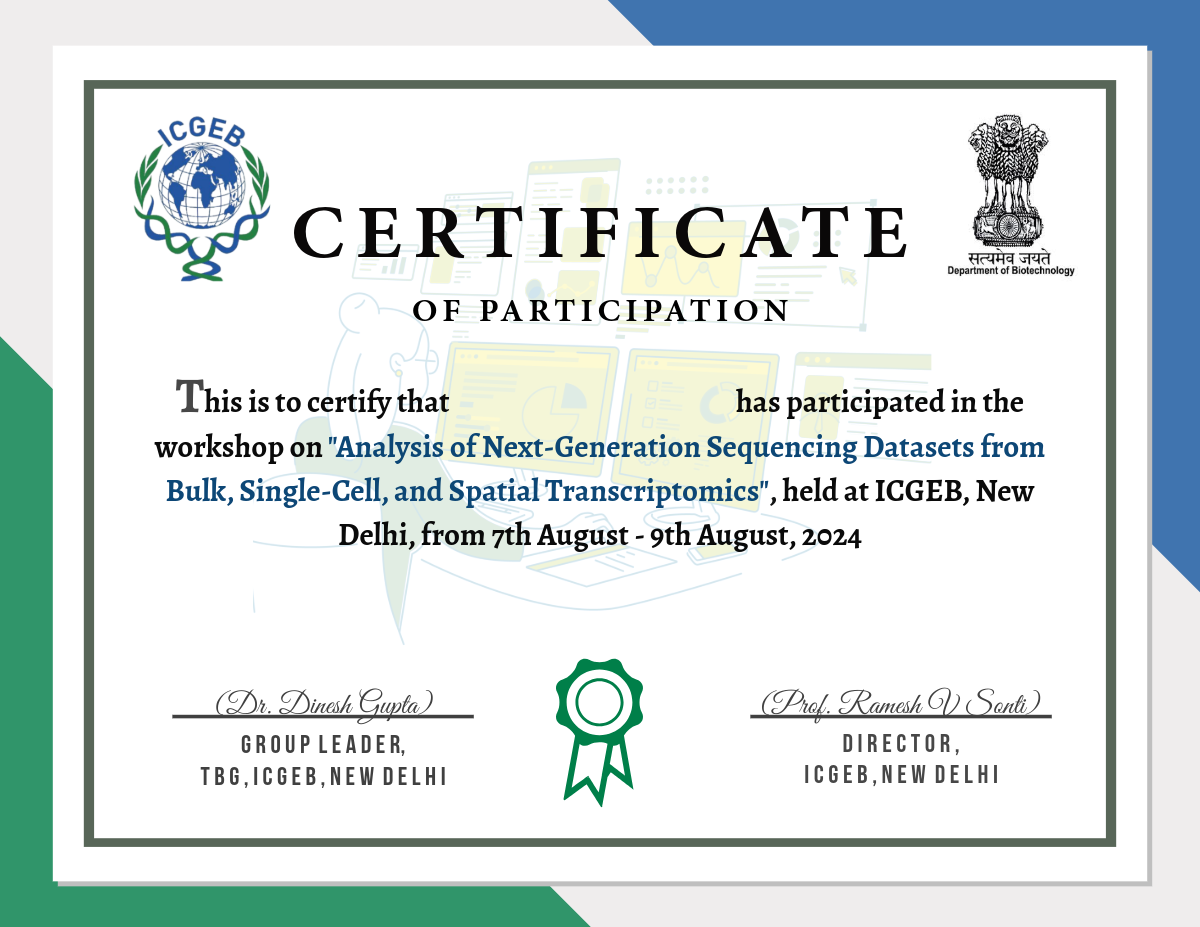 ICGEB
सत्यमेव जयते
Department of Biotechnology
CERTIFICATE
OF PARTICIPATION
This is to certify that has participated in the
workshop on "Analysis of Next-Generation Sequencing Datasets from
Bulk, Single-Cell, and Spatial Transcriptomics", held at ICGEB, New
Delhi, from 7th August - 9th August, 2024
(Dr. Dinesh Gupta)
GROUP LEADER,
TBG,ICGEB,NEW DELHI
(Prof. Ramesh V Sonti)
DIRECTOR,
ICGEB,NEW DELHI